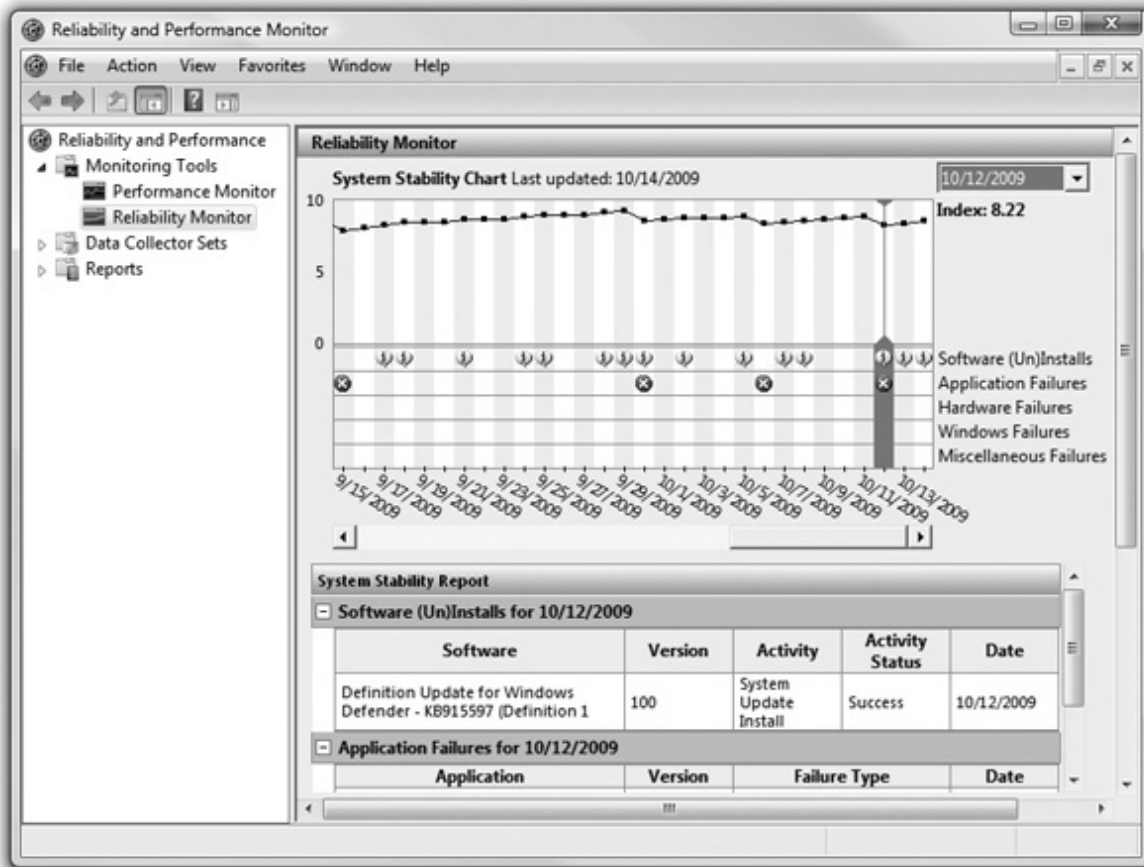 Reliability and Performance Monitor
File Action View Favorites Window Help
Reliability and Performance
Monitoring Tools
Performance Monitor
Reliability Monitor
Data Collector Sets
Reports
Reliability Monitor
System Stability Chart Last updated: 10/14/2009
10/12/2009
Index: 8.22
10
5
0
Software (Un)Installs
Application Failures
Hardware Failures
Windows Failures
Miscellaneous Failures
9/15/2009
9/17/2009
9/19/2009
9/21/2009
9/23/2009
9/25/2009
9/27/2009
9/29/2009
10/1/2009
10/3/2009
10/5/2009
10/7/2009
10/9/2009
10/11/2009
10/13/2009
System Stability Report
Software (Un)Installs for 10/12/2009
Software Version Activity Activity Status Date
Definition Update for Windows
Defender - KB915597 (Definition 1
100
System
Update
Install
Success
10/12/2009
Application Failures for 10/12/2009
Application Version Failure Type Date